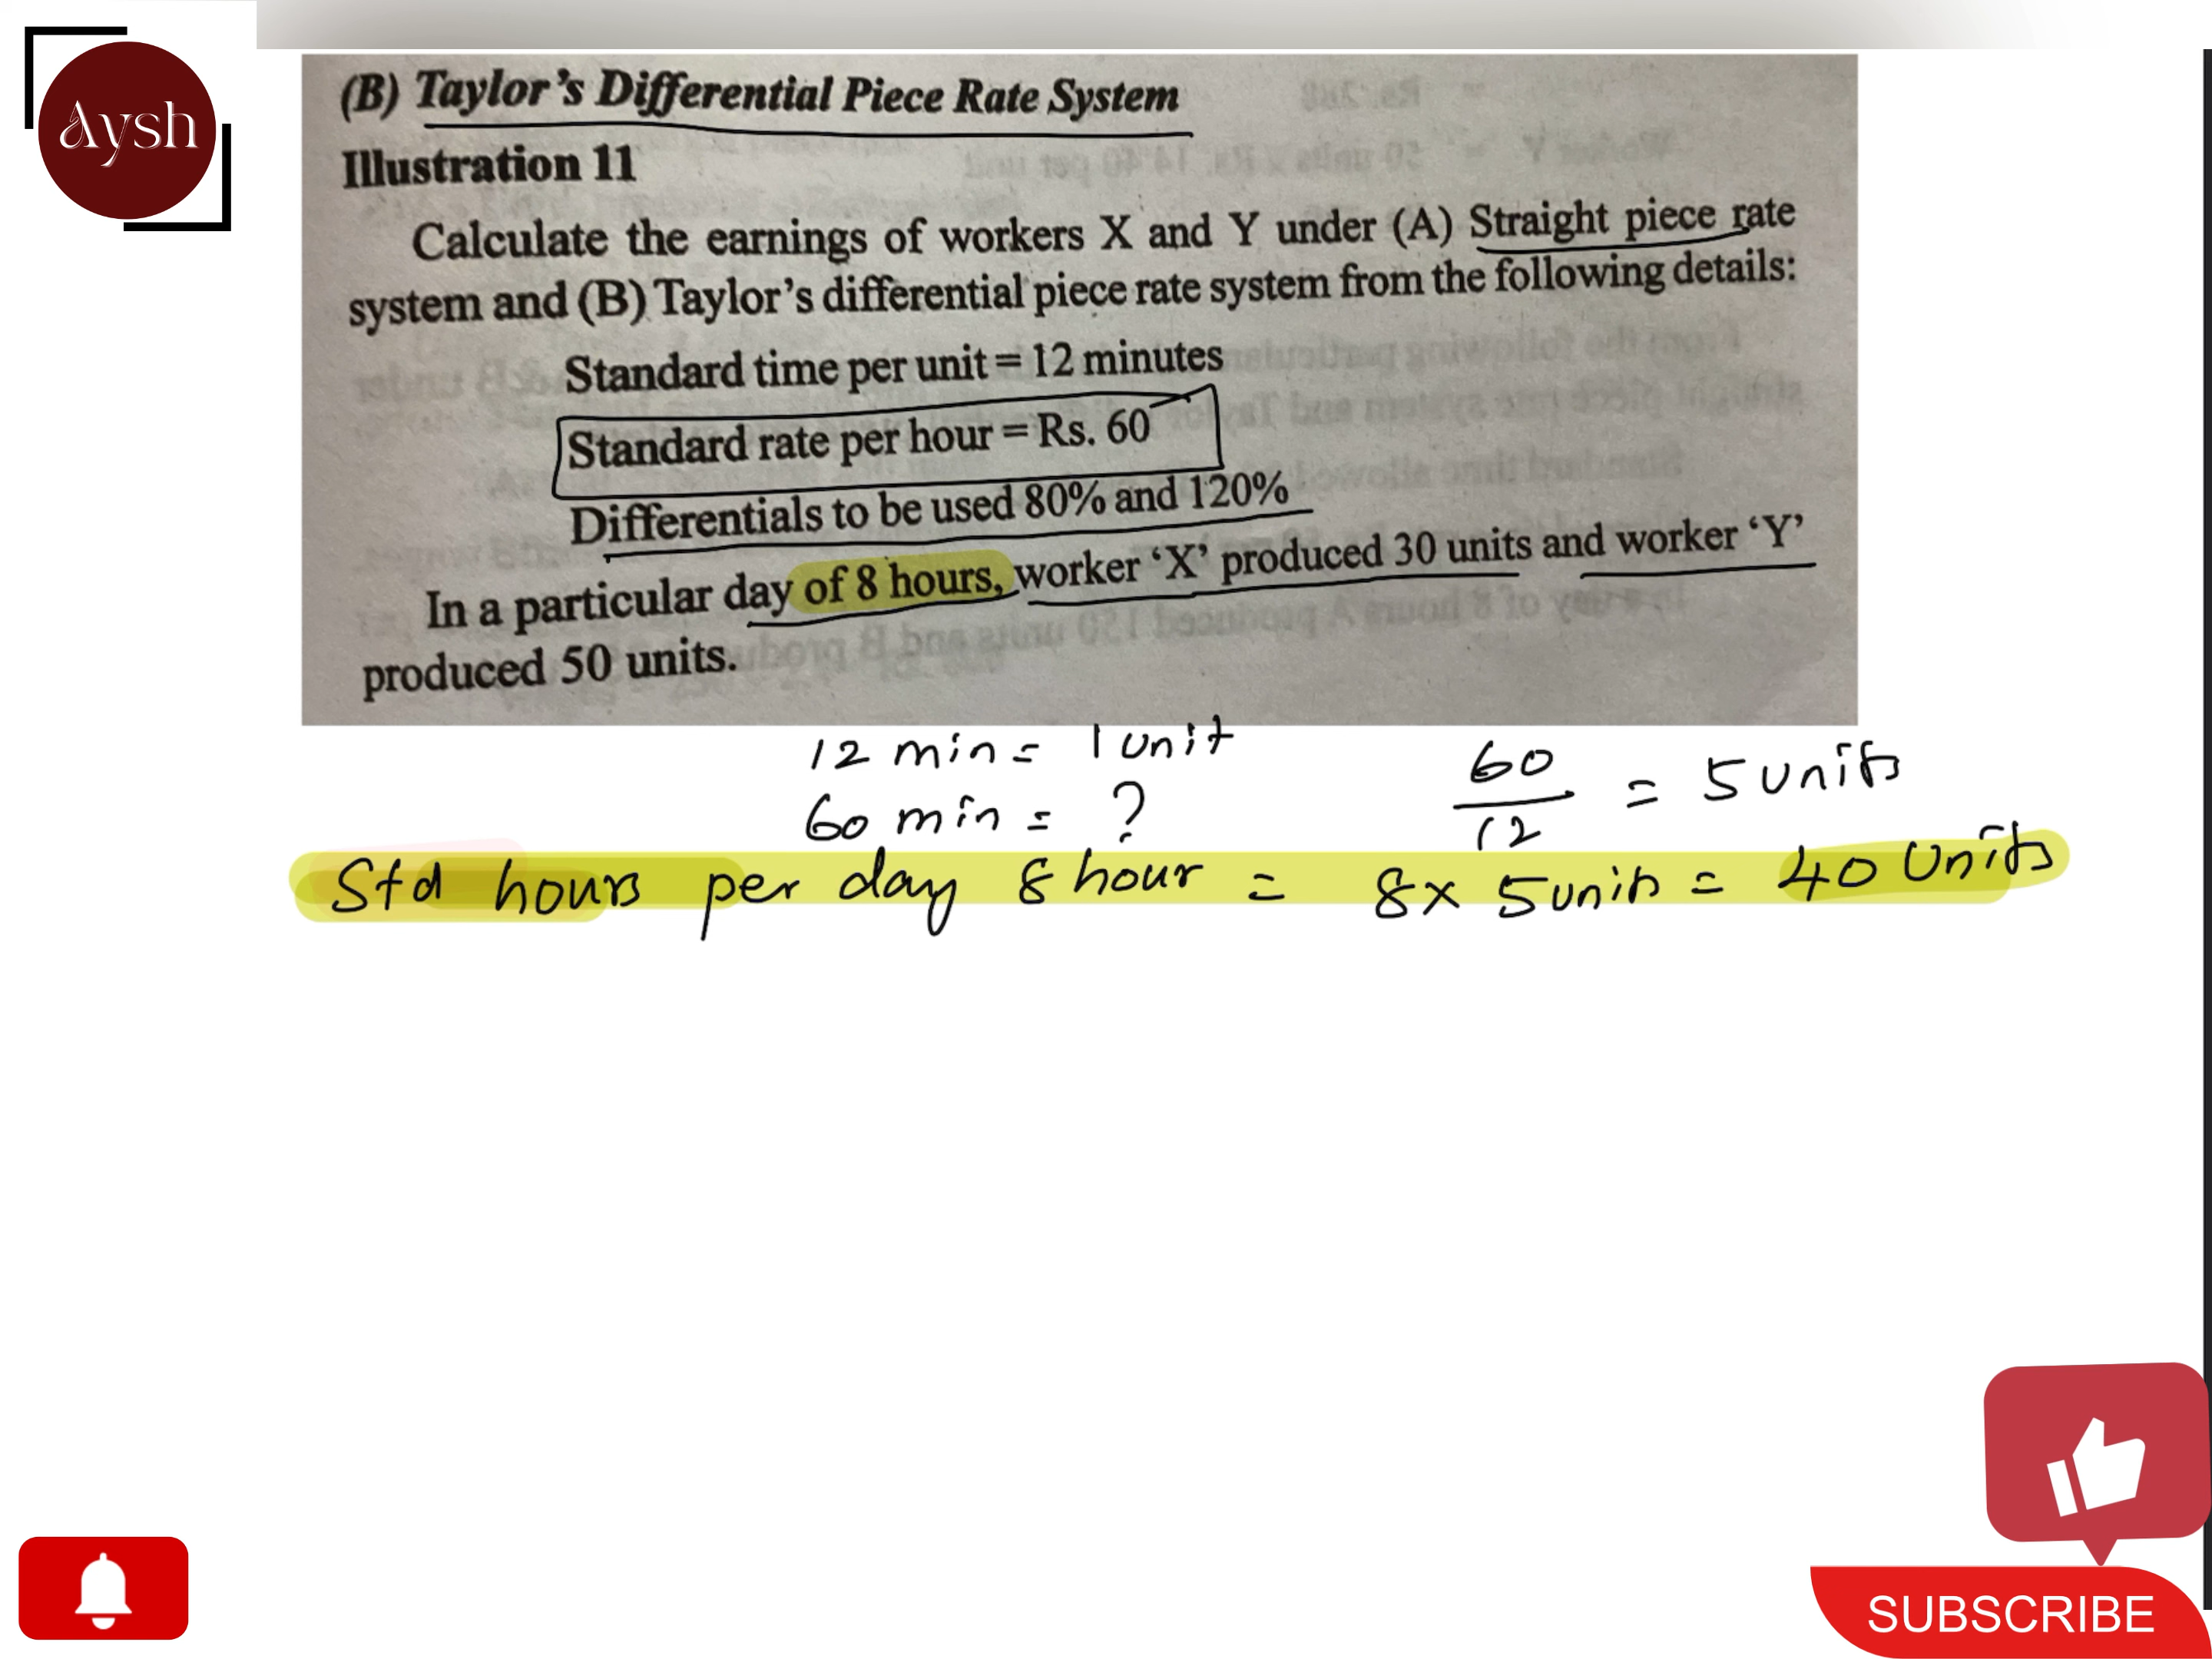 Aysh
(B) Taylor's Differential Piece Rate System
Illustration 11
Calculate the earnings of workers X and Y under (A) Straight piece rate
system and (B) Taylor's differential piece rate system from the following details:
Standard time per unit = 12 minutes
Standard rate per hour = Rs. 60
Differentials to be used 80% and 120%
In a particular day of 8 hours, worker 'X' produced 30 units and worker 'Y'
produced 50 units.
12 min = 1 unit
60 min = ?
60/12 = 5 units
Std hours per day 8 hour = 8 x 5 units = 40 Units
SUBSCRIBE